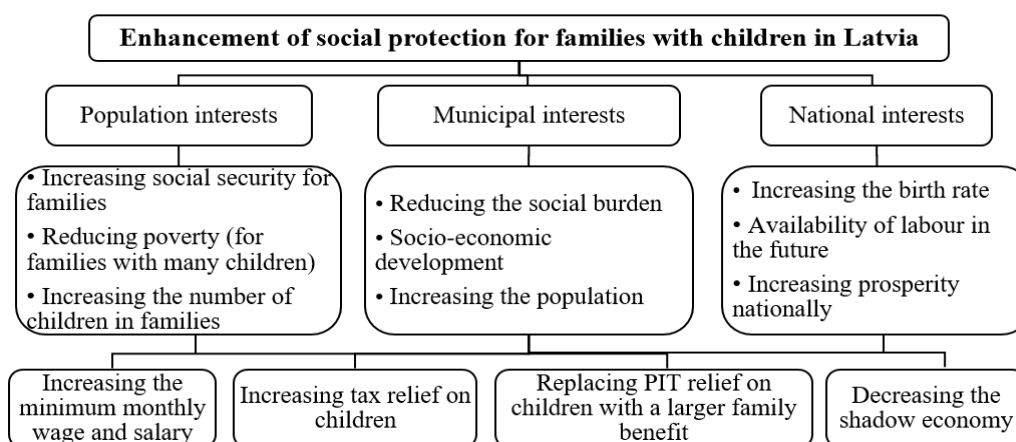 Enhancement of social protection for families with children in Latvia
Population interests
Municipal interests
National interests
• Increasing social security for
families
• Reducing poverty (for
families with many children)
• Increasing the number of
children in families
• Reducing the social burden
• Socio-economic
development
• Increasing the population
• Increasing the birth rate
• Availability of labour in
the future
• Increasing prosperity
nationally
Increasing the
minimum monthly
wage and salary
Increasing tax relief on
children
Replacing PIT relief on
children with a larger family
benefit
Decreasing the
shadow economy